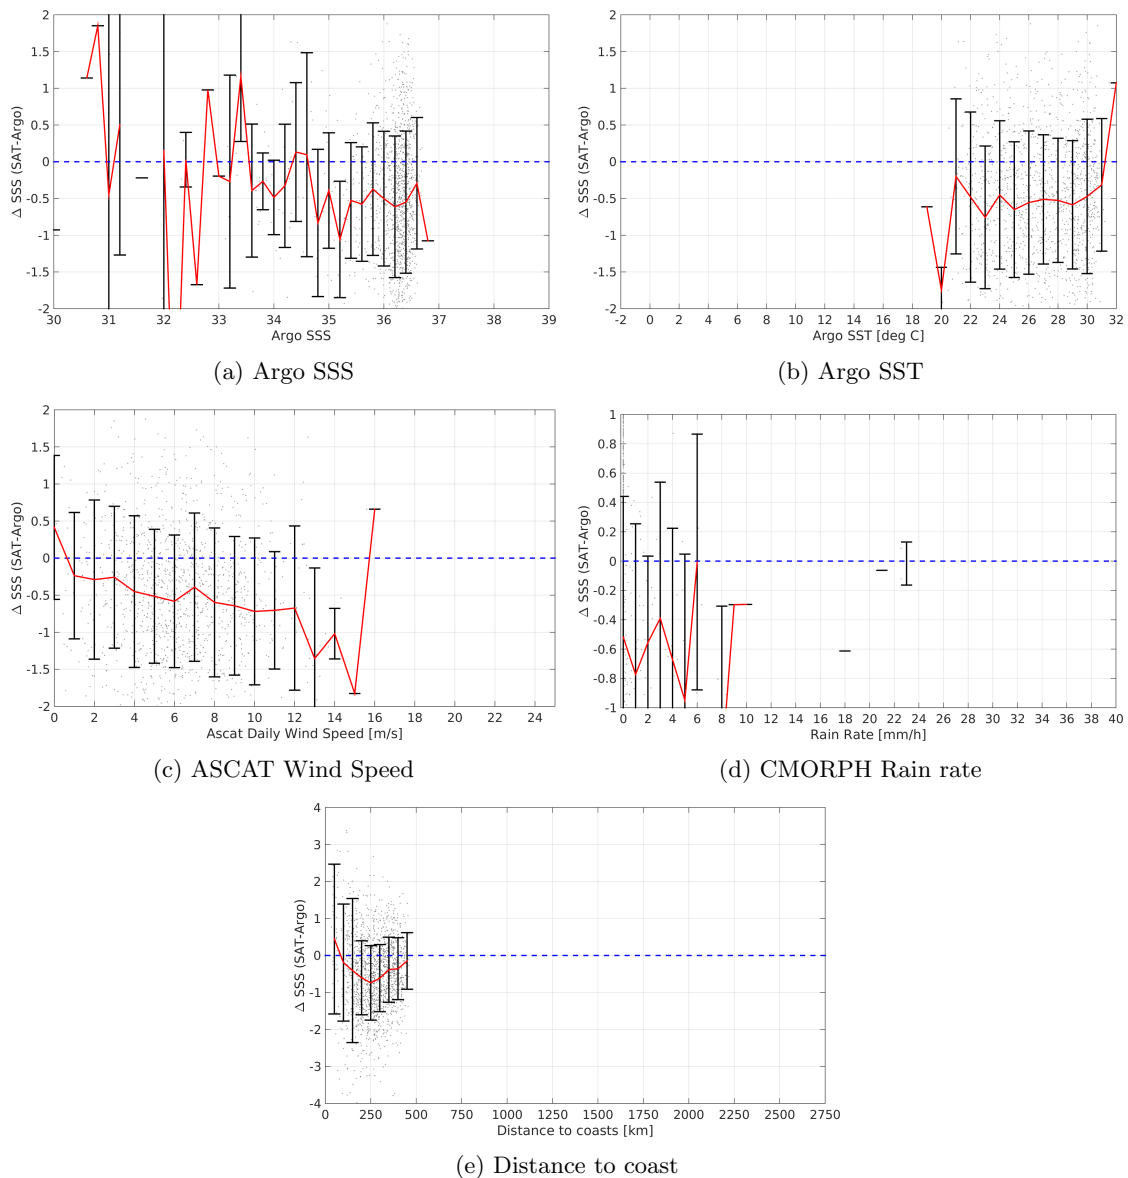 2
1.5
1
0.5
0
-0.5
-1
-1.5
-2
Δ SSS (SAT-Argo)
30 31 32 33 34 35 36 37 38 39
Argo SSS
(a) Argo SSS
2
1.5
1
0.5
0
-0.5
-1
-1.5
-2
Δ SSS (SAT-Argo)
-2 0 2 4 6 8 10 12 14 16 18 20 22 24 26 28 30 32
Argo SST [deg C]
(b) Argo SST
2
1.5
1
0.5
0
-0.5
-1
-1.5
-2
Δ SSS (SAT-Argo)
0 2 4 6 8 10 12 14 16 18 20 22 24
Ascat Daily Wind Speed [m/s]
(c) ASCAT Wind Speed
1
0.8
0.6
0.4
0.2
0
-0.2
-0.4
-0.6
-0.8
-1
Δ SSS (SAT-Argo)
0 2 4 6 8 10 12 14 16 18 20 22 24 26 28 30 32 34 36 38 40
Rain Rate [mm/h]
(d) CMORPH Rain rate
4
3
2
1
0
-1
-2
-3
-4
Δ SSS (SAT-Argo)
0 250 500 750 1000 1250 1500 1750 2000 2250 2500 2750
Distance to coasts [km]
(e) Distance to coast